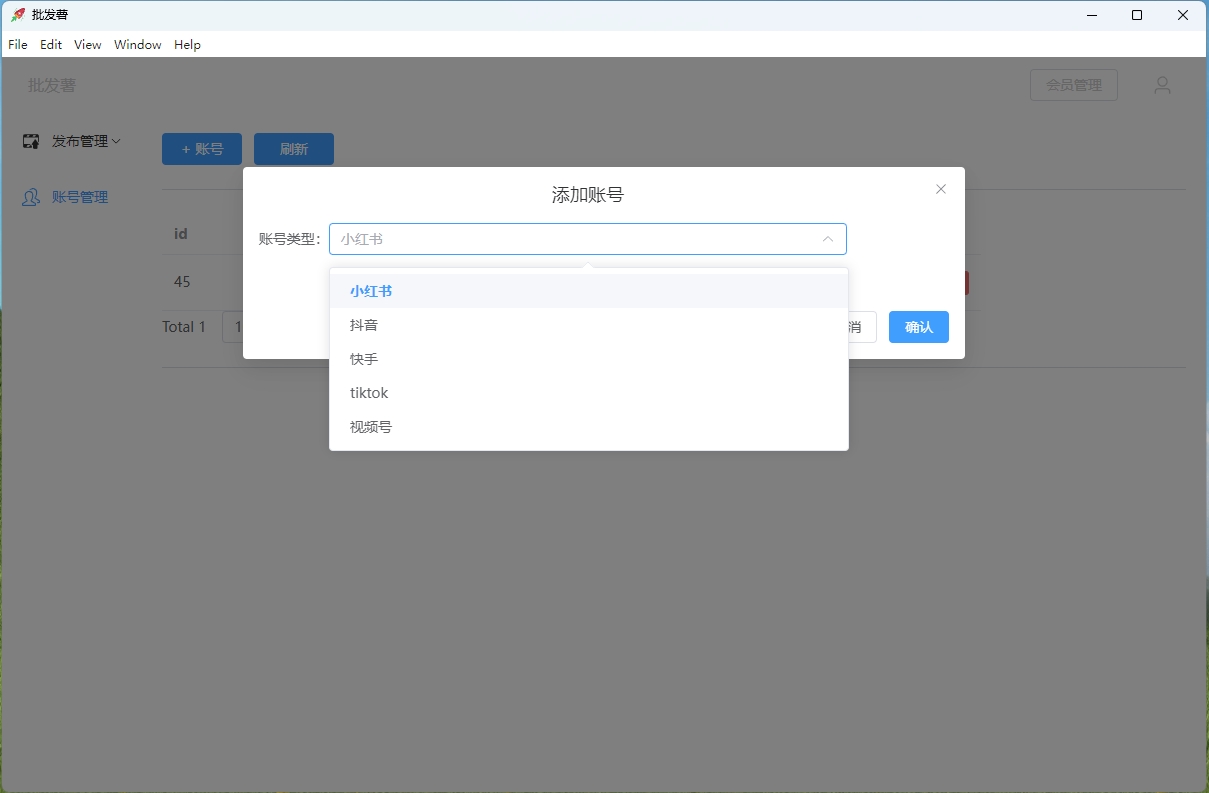 批发薯
File Edit View Window Help
批发薯 会员管理
发布管理
+ 账号 刷新
账号管理
添加账号
id
账号类型: 小红书
45
小红书
Total 1 1
消 确认
抖音
快手
tiktok
视频号